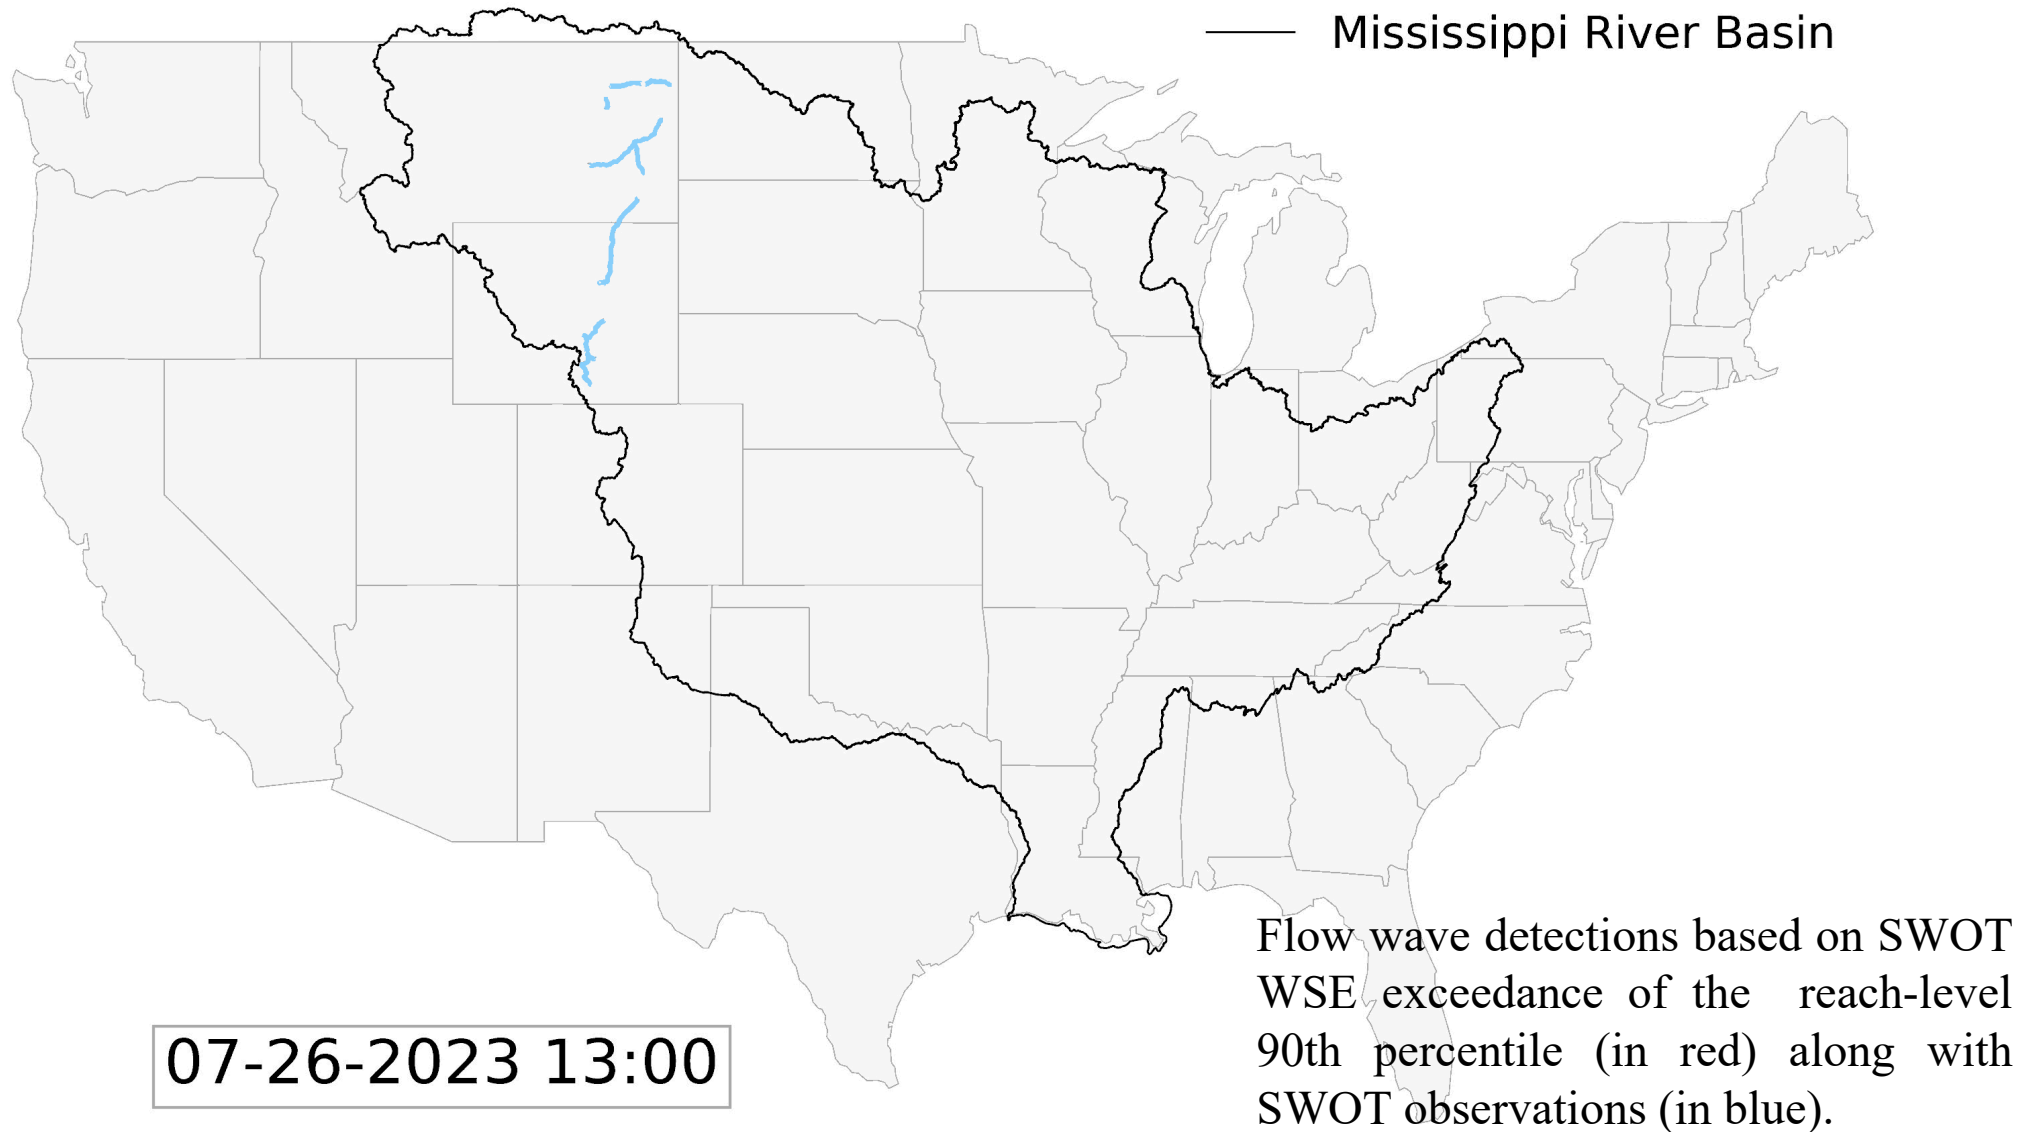 Mississippi River Basin
Flow wave detections based on SWOT
WSE exceedance of the reach-level
90th percentile (in red) along with
SWOT observations (in blue).
07-26-2023 13:00